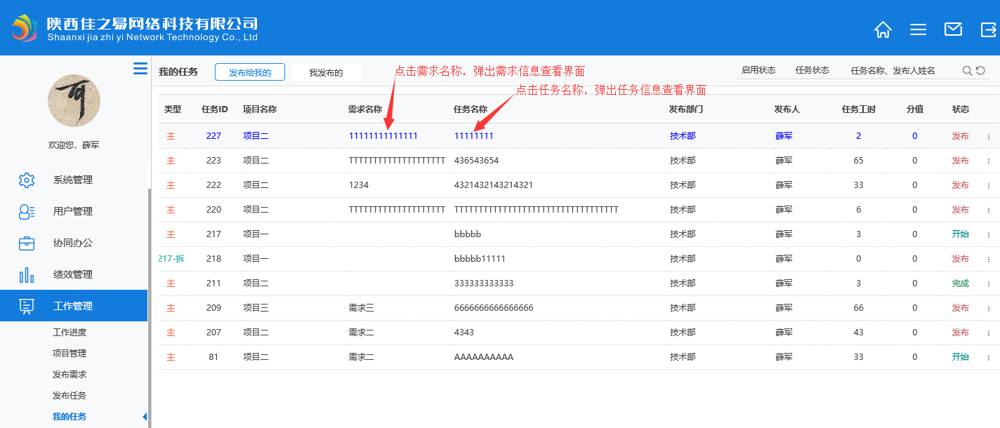 陕西佳之易网络科技有限公司
Shaanxi jia zhi yi Network Technology Co., Ltd
欢迎您，薛军
系统管理
用户管理
协同办公
绩效管理
工作管理
工作进度
项目管理
发布需求
发布任务
我的任务
我的任务 发布给我的 我发布的 启用状态 任务状态 任务名称、发布人姓名
点击需求名称，弹出需求信息查看界面
点击任务名称，弹出任务信息查看界面
类型 任务ID 项目名称 需求名称 任务名称 发布部门 发布人 任务工时 分值 状态
主 227 项目二 11111111111111 11111111 技术部 薛军 2 0 发布
主 223 项目二 TTTTTTTTTTTTTTTTTTTT 436543654 技术部 薛军 65 0 发布
主 222 项目二 1234 4321432143214321 技术部 薛军 33 0 发布
主 220 项目二 TTTTTTTTTTTTTTTTTTTT TTTTTTTTTTTTTTTTTTTTTTTTTTTTTTTTTT 技术部 薛军 6 0 发布
主 217 项目一 bbbbb 技术部 薛军 3 0 开始
217-拆 218 项目一 bbbbb11111 技术部 薛军 0 0 发布
主 211 项目二 333333333333 技术部 薛军 3 0 完成
主 209 项目三 需求三 6666666666666666 技术部 薛军 66 0 发布
主 207 项目二 需求二 4343 技术部 薛军 43 0 发布
主 81 项目二 需求二 AAAAAAAAAA 技术部 薛军 33 0 开始